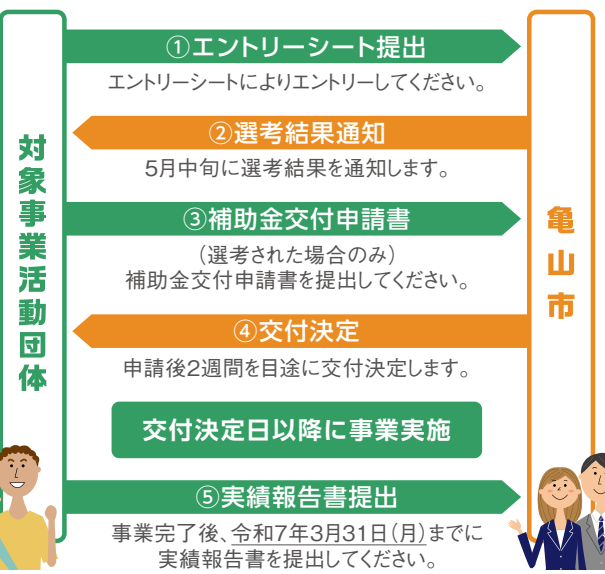 対象事業活動団体
①エントリーシート提出
エントリーシートによりエントリーしてください。
②選考結果通知
5月中旬に選考結果を通知します。
③補助金交付申請書
(選考された場合のみ)
補助金交付申請書を提出してください。
④交付決定
申請後2週間を目途に交付決定します。
交付決定日以降に事業実施
⑤実績報告書提出
事業完了後、令和7年3月31日(月)までに
実績報告書を提出してください。
亀山市